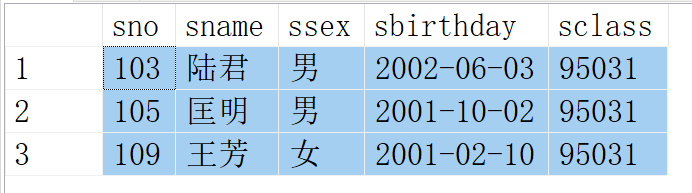 sno sname ssex sbirthday sclass
1 103 陆君 男 2002-06-03 95031
2 105 匡明 男 2001-10-02 95031
3 109 王芳 女 2001-02-10 95031